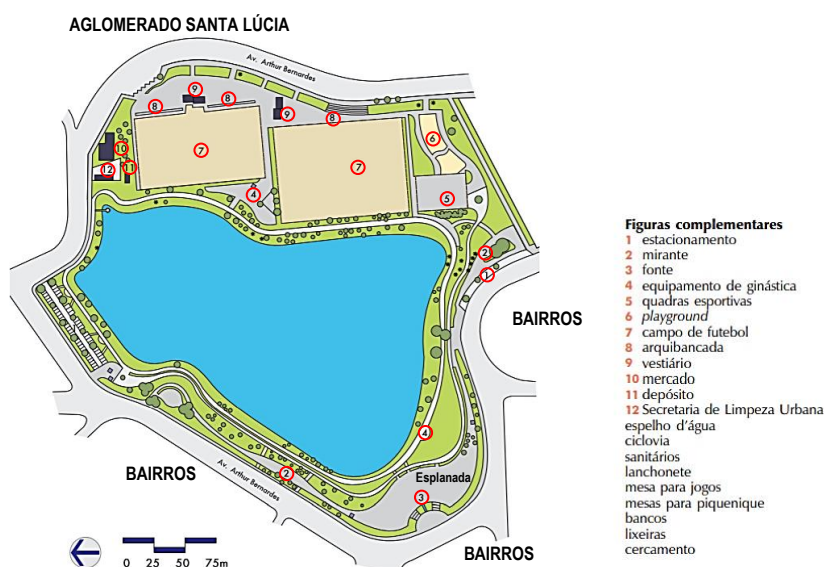 AGLOMERADO SANTA LÚCIA
Av. Arthur Bernardes
9
8
8
9
8
7
7
6
10
11
12
4
5
2
1
BAIRROS
4
2
Esplanada
3
BAIRROS
Av. Arthur Bernardes
BAIRROS
0 25 50 75m
Figuras complementares
1 estacionamento
2 mirante
3 fonte
4 equipamento de ginástica
5 quadras esportivas
6 playground
7 campo de futebol
8 arquibancada
9 vestiário
10 mercado
11 depósito
12 Secretaria de Limpeza Urbana
espelho d'água
ciclovia
sanitários
lanchonete
mesa para jogos
mesas para piquenique
bancos
lixeiras
cercamento